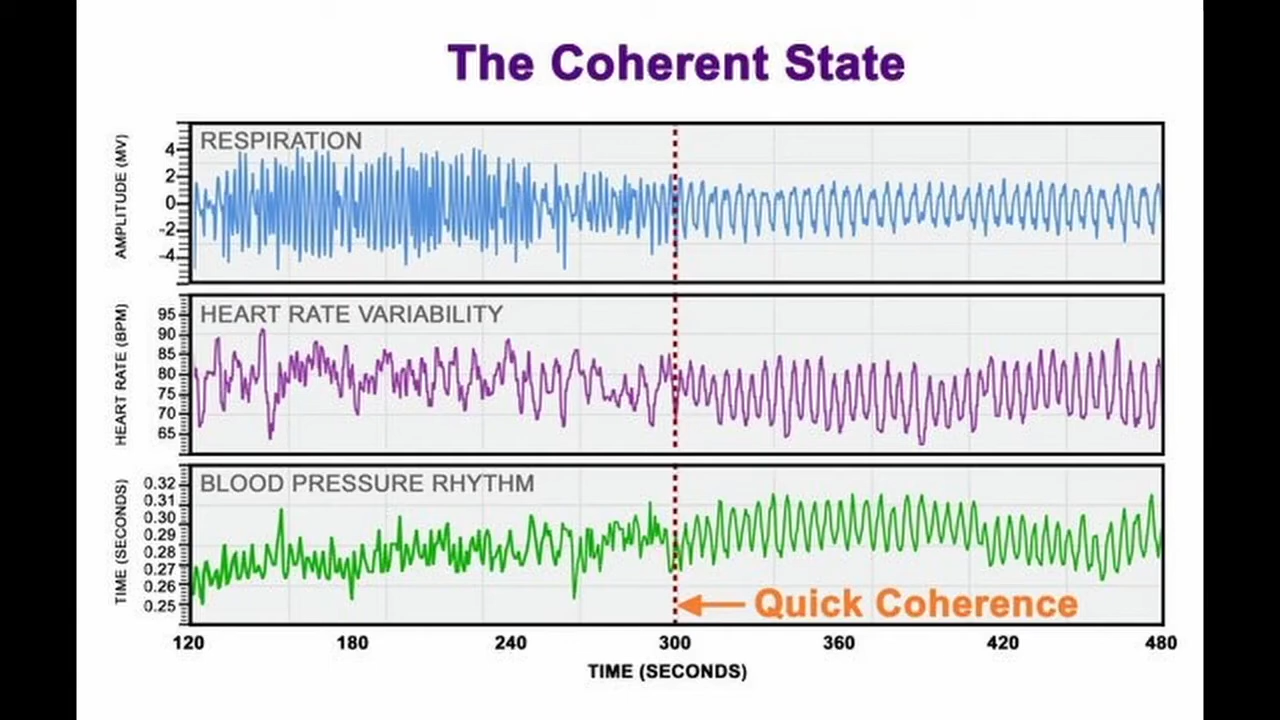 The Coherent State
RESPIRATION
AMPLITUDE (MV)
4
2
0
-2
-4
HEART RATE VARIABILITY
HEART RATE (BPM)
95
90
85
80
75
70
65
BLOOD PRESSURE RHYTHM
TIME (SECONDS)
0.32
0.31
0.30
0.29
0.28
0.27
0.26
0.25
Quick Coherence
120 180 240 300 360 420 480
TIME (SECONDS)